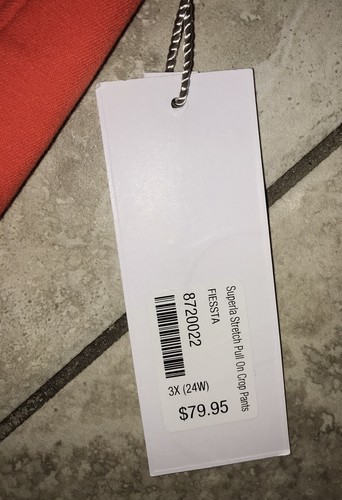 Superla Stretch Pull On Crop Pants
FIESSTA
8720022
3X (24W)
$79.95